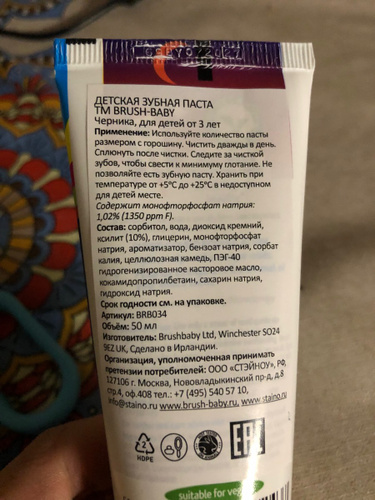 ДЕТСКАЯ ЗУБНАЯ ПАСТА
ТМ BRUSH-BABY
Черника, для детей от 3 лет
Применение: Используйте количество пасты
размером с горошину. Чистить дважды в день.
Сплюнуть после чистки. Следите за чисткой
зубов, чтобы свести к минимуму глотание. Не
позволяйте есть зубную пасту. Хранить при
температуре от +5°C до +25°C в недоступном
для детей месте.
Содержит монофторфосфат натрия:
1,02% (1350 ppm F).
Состав: сорбитол, вода, диоксид кремний,
ксилит (10%), глицерин, монофторфосфат
натрия, ароматизатор, бензоат натрия, сорбат
калия, целлюлозная камедь, ПЭГ-40
гидрогенизированное касторовое масло,
кокамидопропилбетаин, сахарин натрия,
гидроксид натрия.
Срок годности см. на упаковке.
Артикул: BRB034
Объём: 50 мл
Изготовитель: Brushbaby Ltd, Winchester SO24
9EZ UK, Сделано в Ирландии.
Организация, уполномоченная принимать
претензии потребителей: ООО «СТЭЙНОУ», РФ,
127106 г. Москва, Нововладыкинский пр-д, д.8
стр.4, оф.408 тел.: +7 (495) 540 57 10,
info@staino.ru www.brush-baby.ru, www.staino.ru
2
HDPE
EAC
suitable for